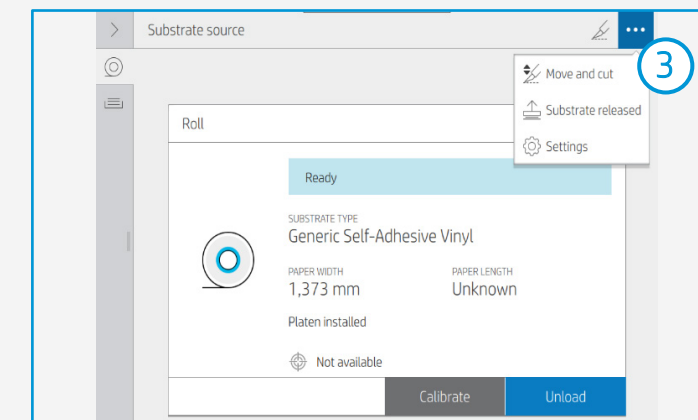 Substrate source
3
Move and cut
Substrate released
Settings
Roll
Ready
SUBSTRATE TYPE
Generic Self-Adhesive Vinyl
PAPER WIDTH PAPER LENGTH
1,373 mm Unknown
Platen installed
Not available
Calibrate Unload